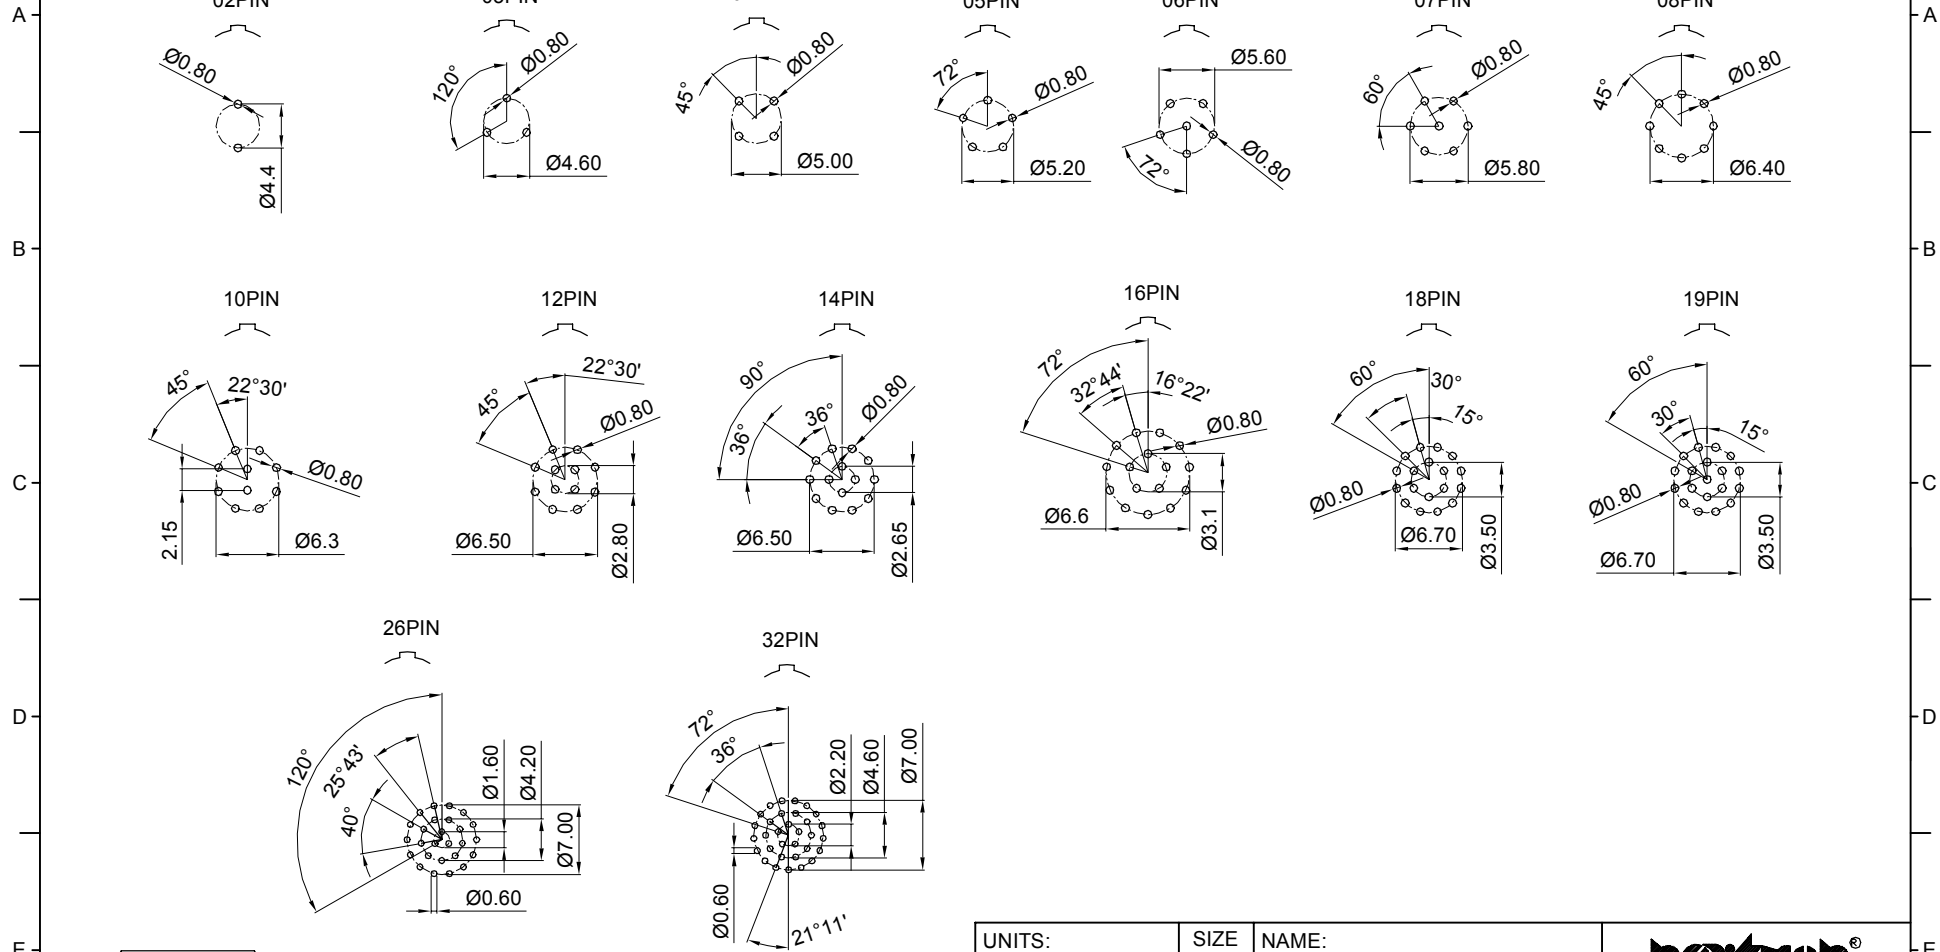 A
02PIN
03PIN
05PIN
06PIN
07PIN
08PIN
A
Ø0.80
Ø4.4
120°
Ø0.80
Ø4.60
45°
Ø0.80
Ø5.00
72°
Ø0.80
Ø5.20
Ø5.60
Ø0.80
72°
60°
Ø0.80
Ø5.80
45°
Ø0.80
Ø6.40
B
B
10PIN
12PIN
14PIN
16PIN
18PIN
19PIN
45°
22°30'
Ø0.80
2.15
Ø6.3
45°
22°30'
Ø0.80
Ø6.50
Ø2.80
90°
36°
36°
Ø0.80
Ø6.50
Ø2.65
72°
32°44'
16°22'
Ø0.80
Ø6.6
Ø3.1
60°
30°
15°
Ø0.80
Ø6.70
Ø3.50
60°
30°
15°
Ø0.80
Ø6.70
Ø3.50
C
C
26PIN
32PIN
D
D
120°
25°43'
40°
Ø1.60
Ø4.20
Ø7.00
Ø0.60
72°
36°
Ø2.20
Ø4.60
Ø7.00
Ø0.60
21°11'
E
UNITS:
SIZE
NAME:
®
E